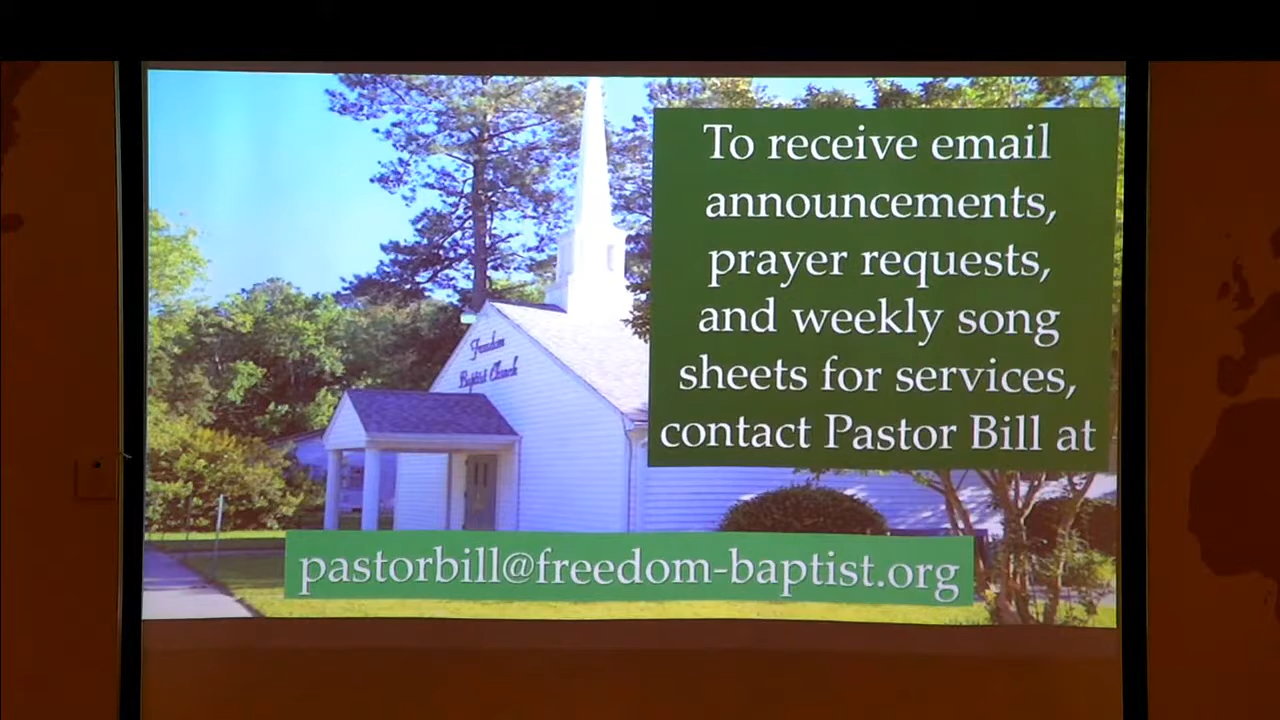 To receive email
announcements,
prayer requests,
and weekly song
sheets for services,
contact Pastor Bill at
Freedom
Baptist Church
pastorbill@freedom-baptist.org